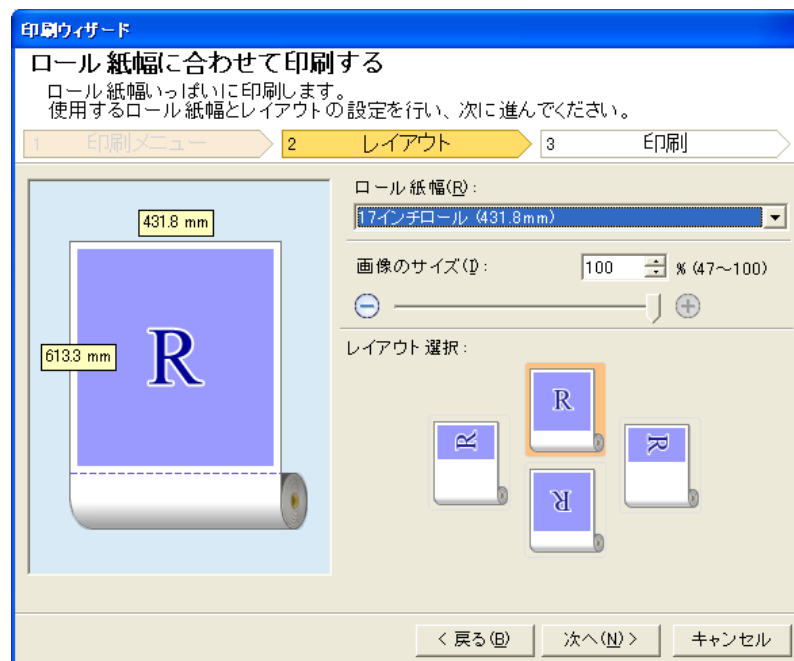 印刷ウィザード
ロール紙幅に合わせて印刷する
ロール紙幅いっぱいに印刷します。
使用するロール紙幅とレイアウトの設定を行い、次に進んでください。
1 印刷メニュー 2 レイアウト 3 印刷
ロール紙幅(R):
17インチロール (431.8mm)
画像のサイズ(I): 100 % (47~100)
レイアウト選択:
431.8 mm
613.3 mm
R
R
R
R
R
< 戻る(B) 次へ(N) > キャンセル